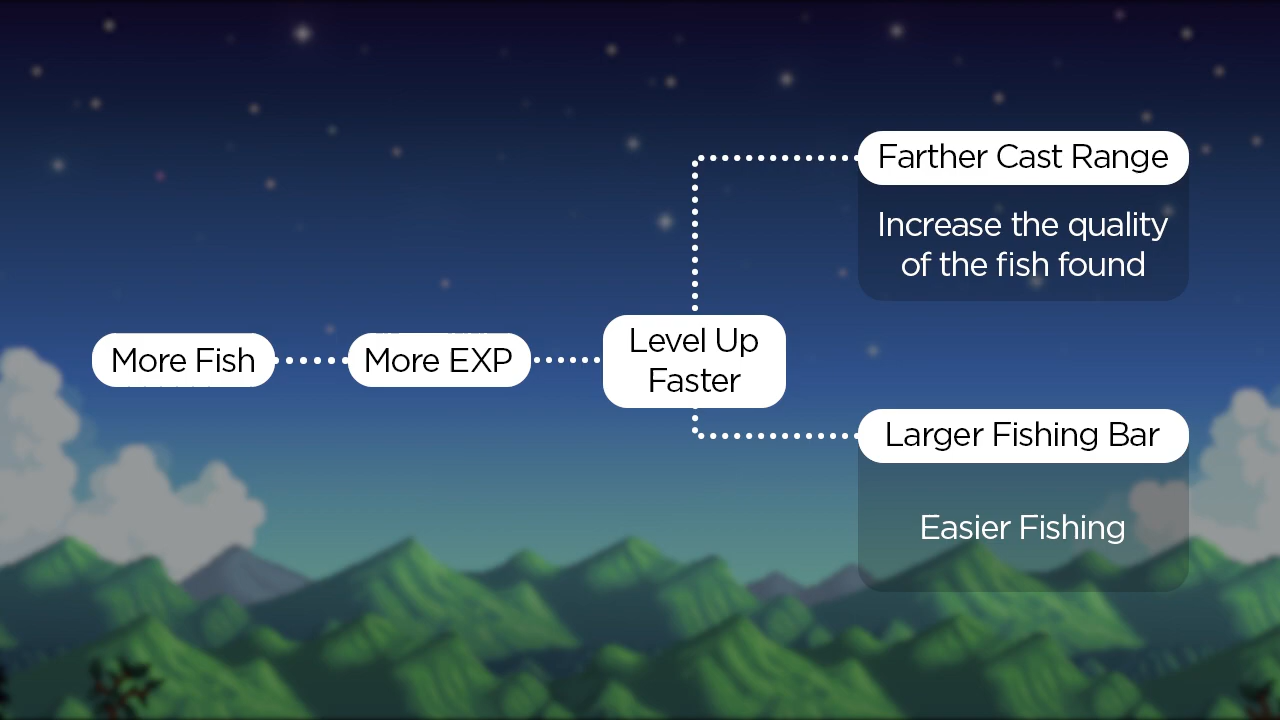 More Fish
More EXP
Level Up
Faster
Farther Cast Range
Increase the quality
of the fish found
Larger Fishing Bar
Easier Fishing